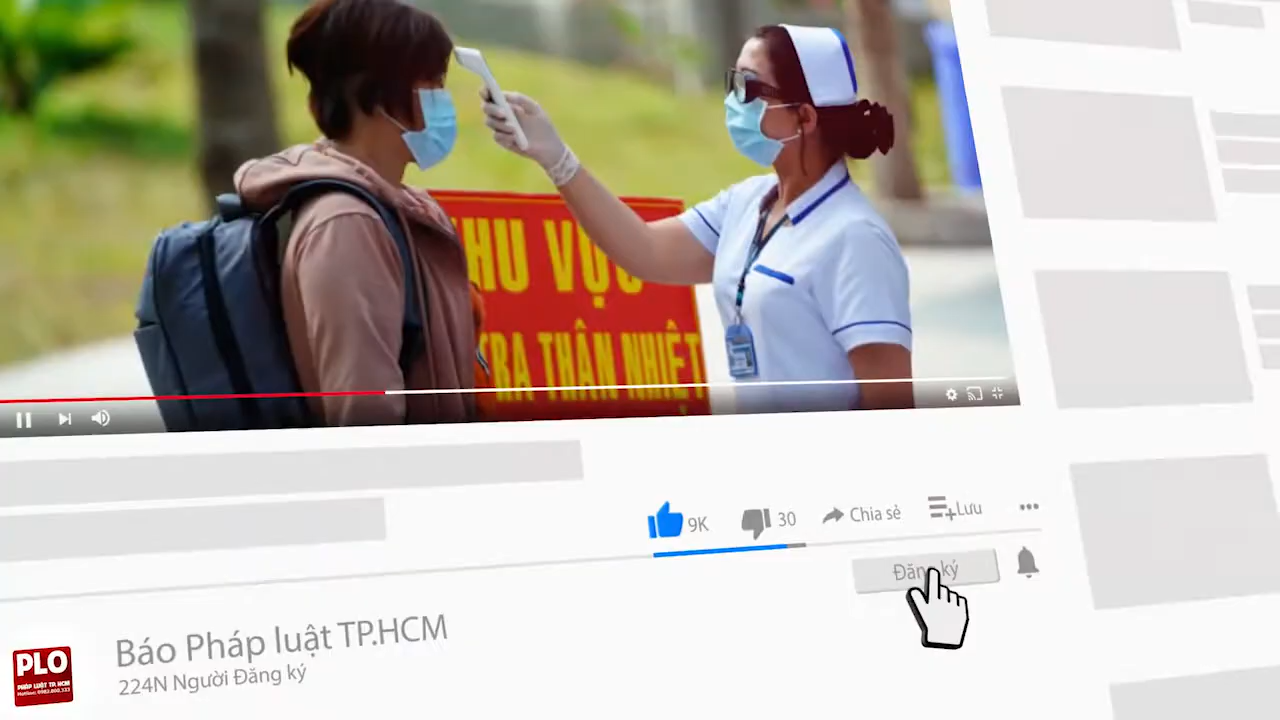 HU VỰC
TRA THÂN NHIỆT
9K
30
Chia sẻ
Lưu
Đăng ký
PLO
PHÁP LUẬT TP. HCM
Báo Pháp luật TP.HCM
224N Người Đăng ký